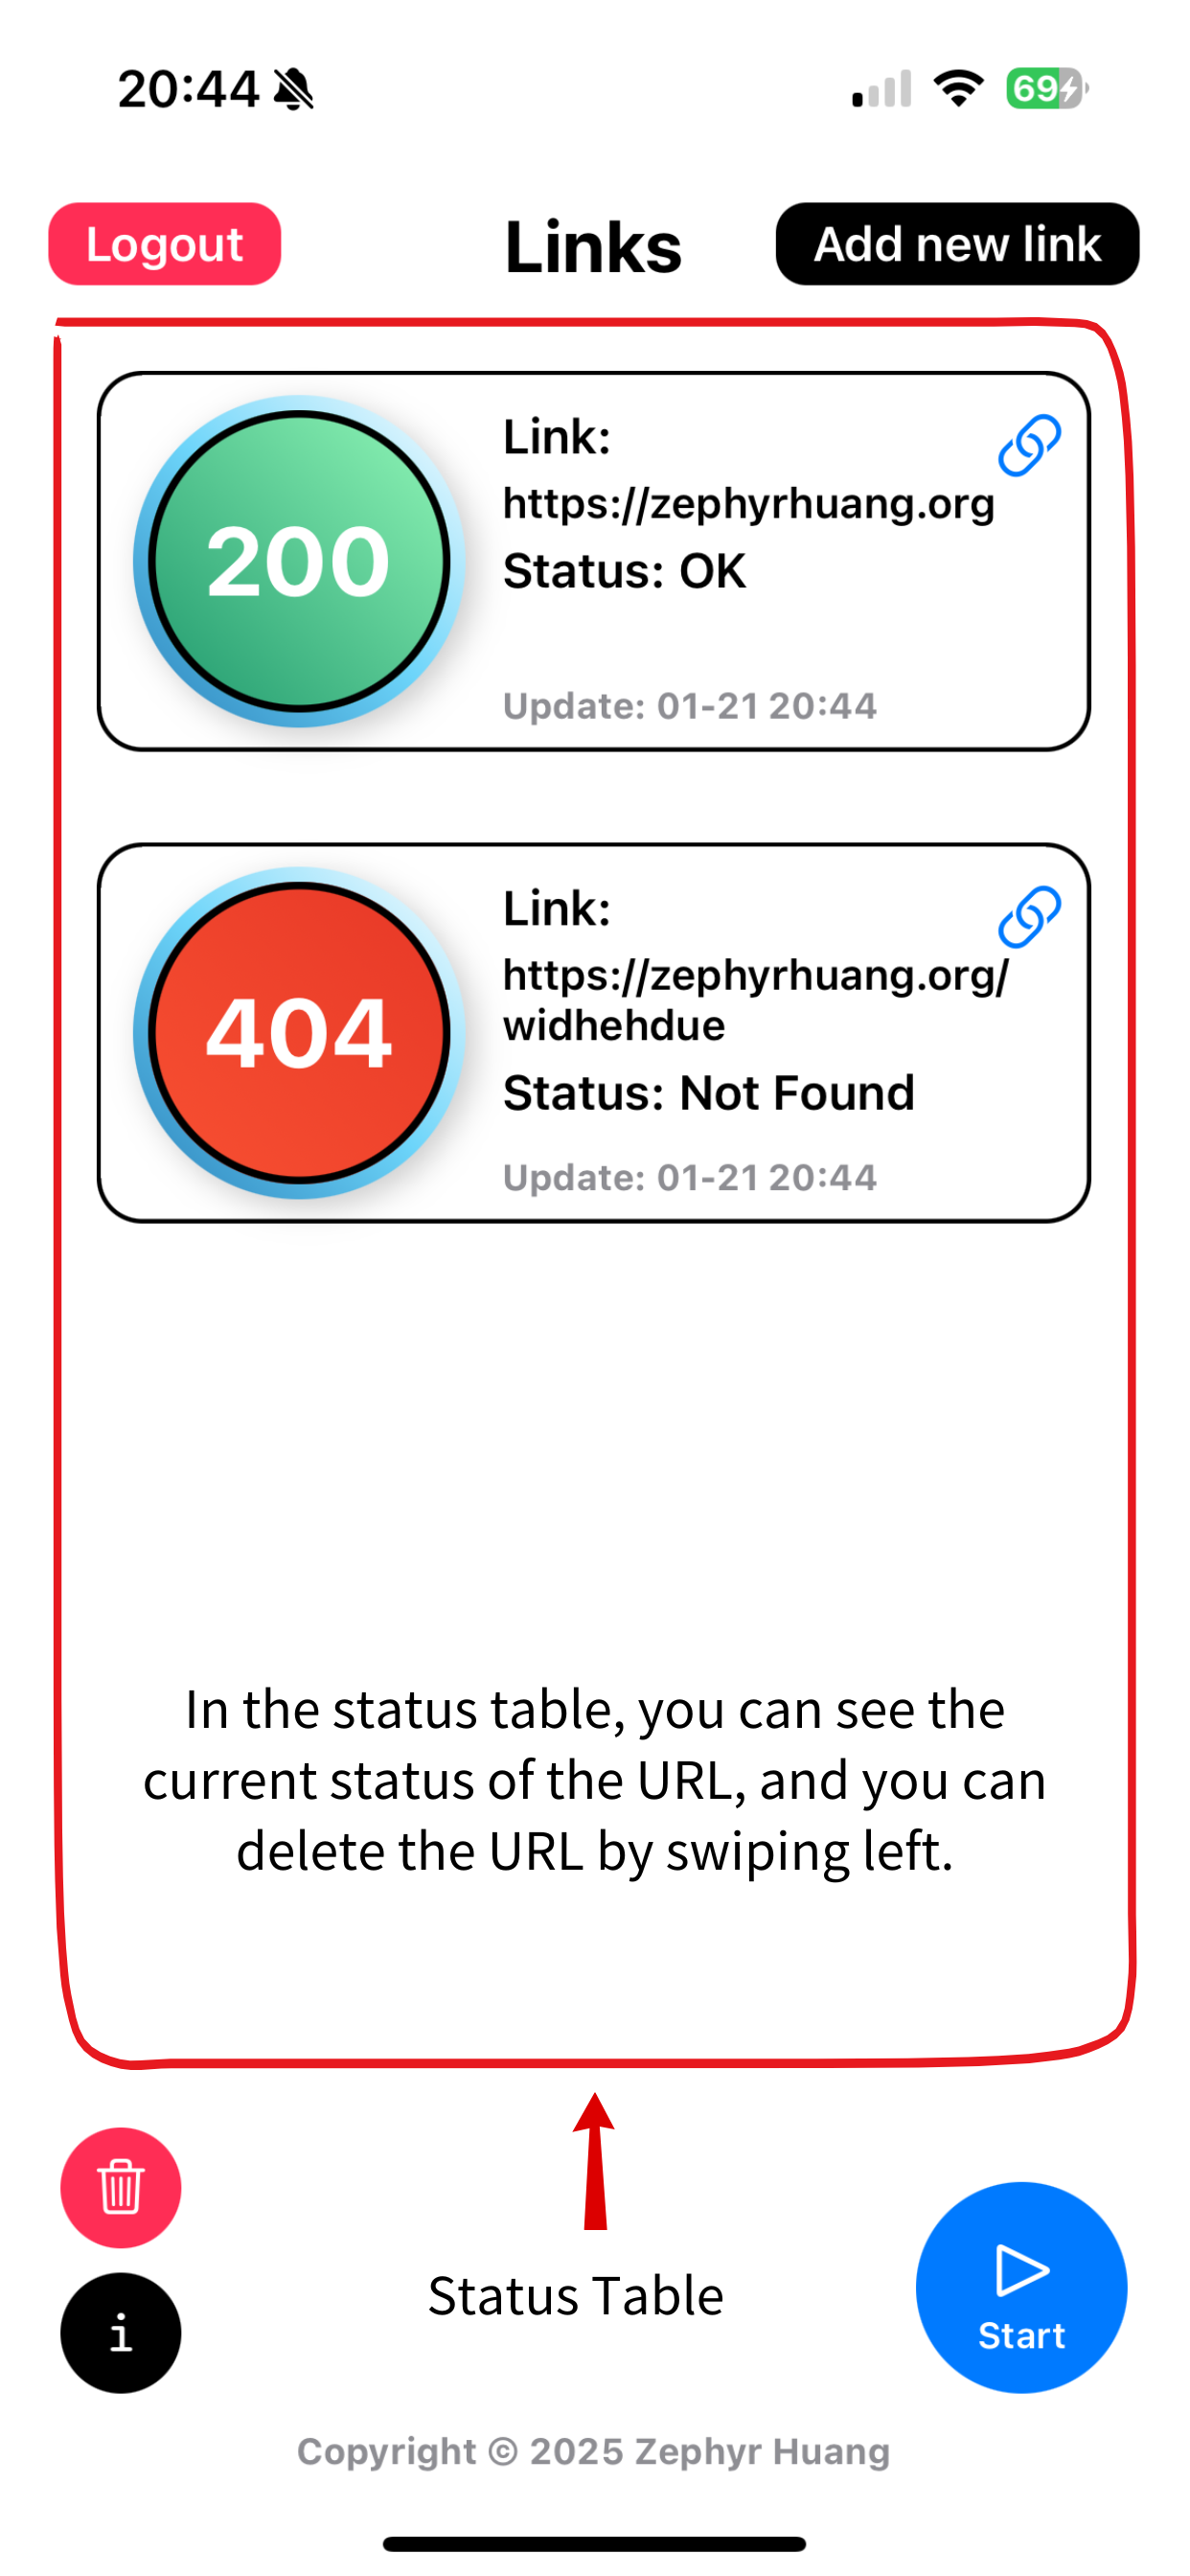 20:44
69
Logout
Links
Add new link
200
Link:
https://zephyrhuang.org
Status: OK
Update: 01-21 20:44
404
Link:
https://zephyrhuang.org/
widhehdue
Status: Not Found
Update: 01-21 20:44
In the status table, you can see the
current status of the URL, and you can
delete the URL by swiping left.
i
Status Table
Start
Copyright © 2025 Zephyr Huang